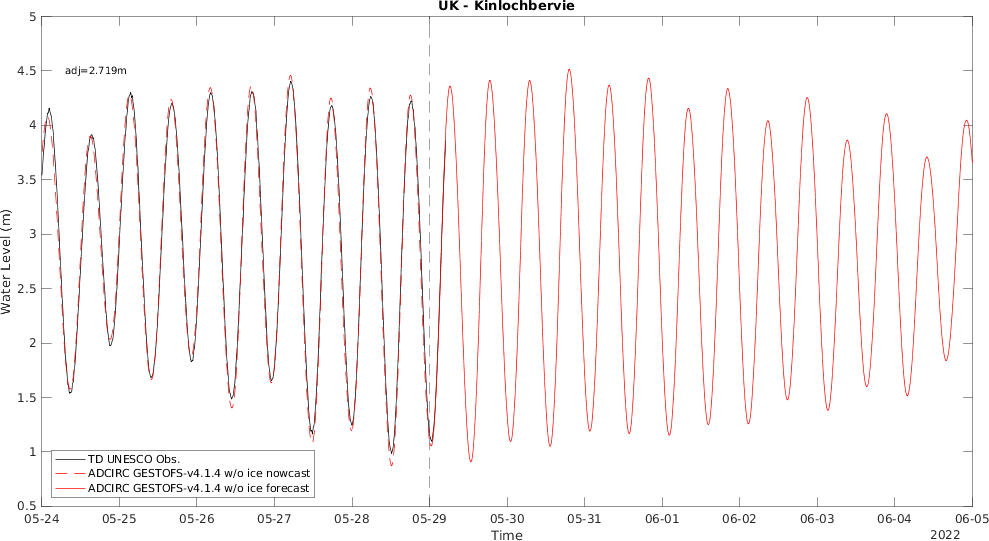 UK - Kinlochbervie
adj=2.719m
Water Level (m)
5
4.5
4
3.5
3
2.5
2
1.5
1
0.5
TD UNESCO Obs.
ADCIRC GESTOFS-v4.1.4 w/o ice nowcast
ADCIRC GESTOFS-v4.1.4 w/o ice forecast
05-24 05-25 05-26 05-27 05-28 05-29 05-30 05-31 06-01 06-02 06-03 06-04 06-05
Time
2022